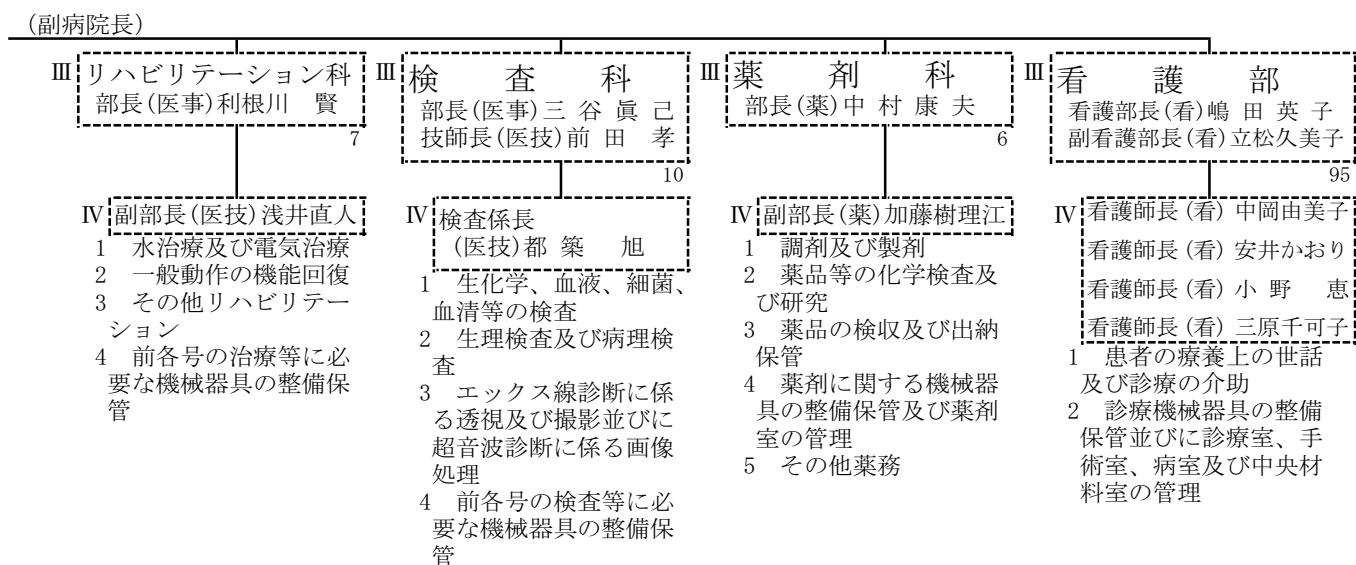 (副病院長)
Ⅲ リハビリテーション科
部長(医事)利根川 賢
7
Ⅳ 副部長(医技)浅井直人
1 水治療及び電気治療
2 一般動作の機能回復
3 その他リハビリテー
ション
4 前各号の治療等に必
要な機械器具の整備保
管
Ⅲ 検査科
部長(医事)三谷眞己
技師長(医技)前田 孝
10
Ⅳ 検査係長
(医技)都築 旭
1 生化学、血液、細菌、
血清等の検査
2 生理検査及び病理検
査
3 エックス線診断に係
る透視及び撮影並びに
超音波診断に係る画像
処理
4 前各号の検査等に必
要な機械器具の整備保
管
Ⅲ 薬剤科
部長(薬)中村康夫
6
Ⅳ 副部長(薬)加藤樹理江
1 調剤及び製剤
2 薬品等の化学検査及
び研究
3 薬品の検収及び出納
保管
4 薬剤に関する機械器
具の整備保管及び薬剤
室の管理
5 その他薬務
Ⅲ 看護部
看護部長(看)嶋田英子
副看護部長(看)立松久美子
95
Ⅳ 看護師長(看)中岡由美子
看護師長(看)安井かおり
看護師長(看)小野 恵
看護師長(看)三原千可子
1 患者の療養上の世話
及び診療の介助
2 診療機械器具の整備
保管並びに診療室、手
術室、病室及び中央材
料室の管理